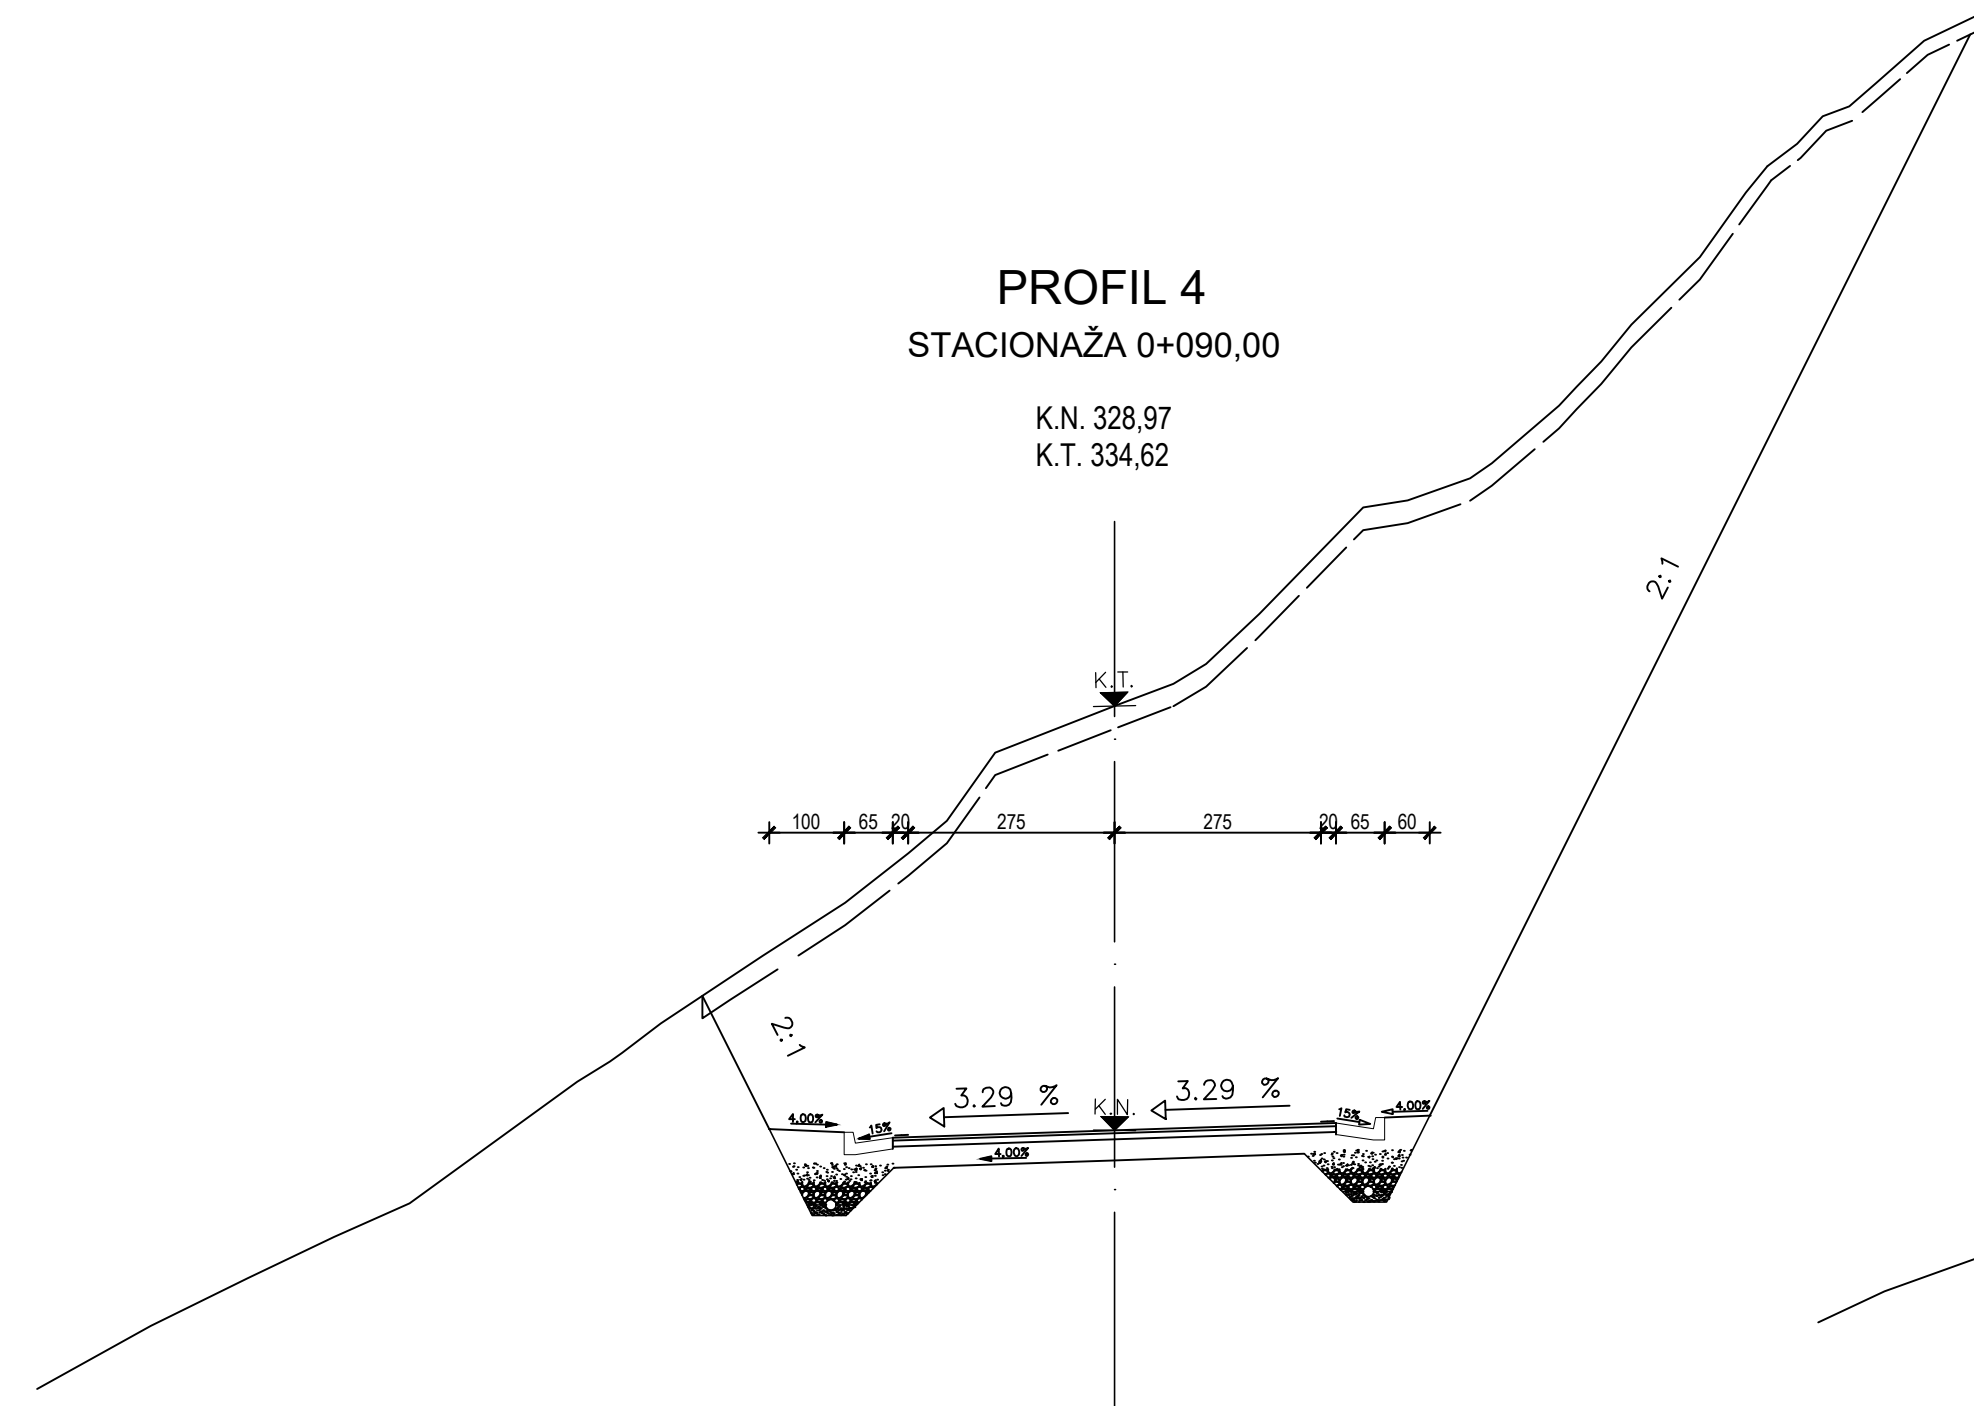 PROFIL 4
STACIONAŽA 0+090,00
K.N. 328,97
K.T. 334,62
2:1
K.T.
100 65 20 275 275 20 65 60
2:1
3.29 % 3.29 %
K.N.
4.00% 15% 15% 4.00%
4.00%